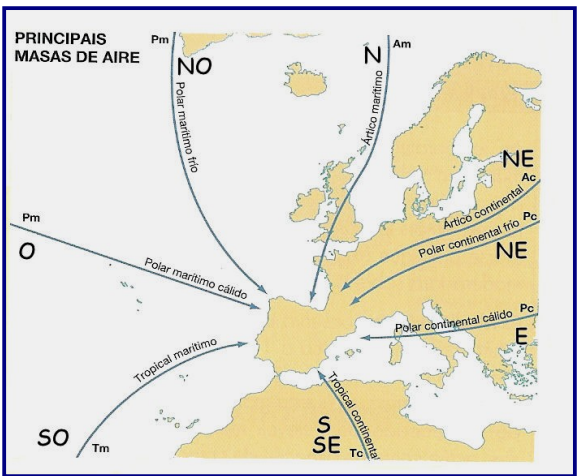 PRINCIPAIS
MASAS DE AIRE
Pm
NO
Polar marítimo frío
N
Am
Ártico marítimo
NE
Ac
Ártico continental
Pc
Polar continental frío
NE
Pm
O
Polar marítimo cálido
Pc
Polar continental cálido
E
Tropical marítimo
SO
Tm
Tropical continental
S
SE
Tc